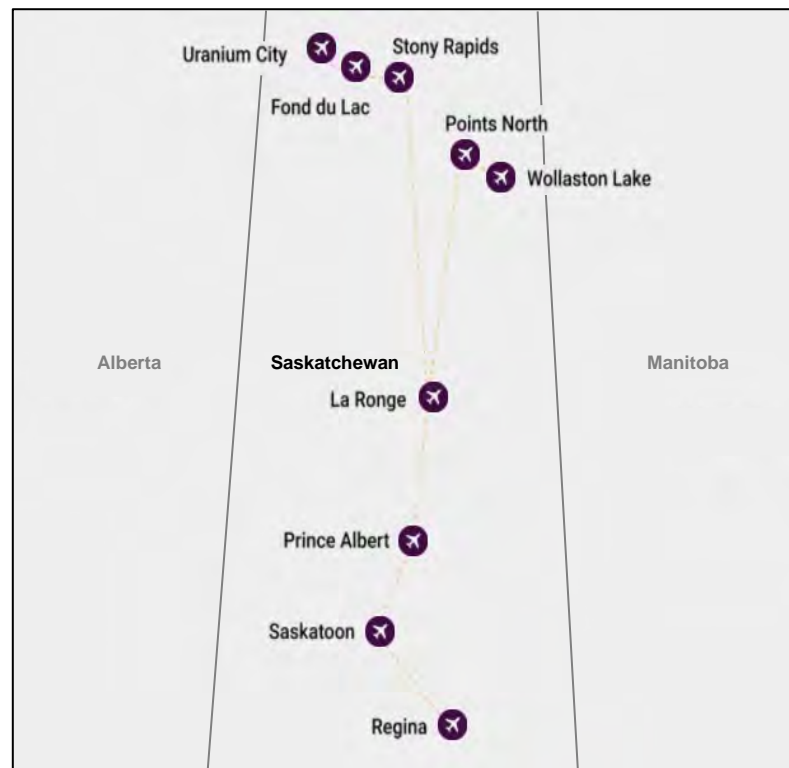 Stony Rapids
Uranium City
Fond du Lac
Points North
Wollaston Lake
Alberta
Saskatchewan
Manitoba
La Ronge
Prince Albert
Saskatoon
Regina